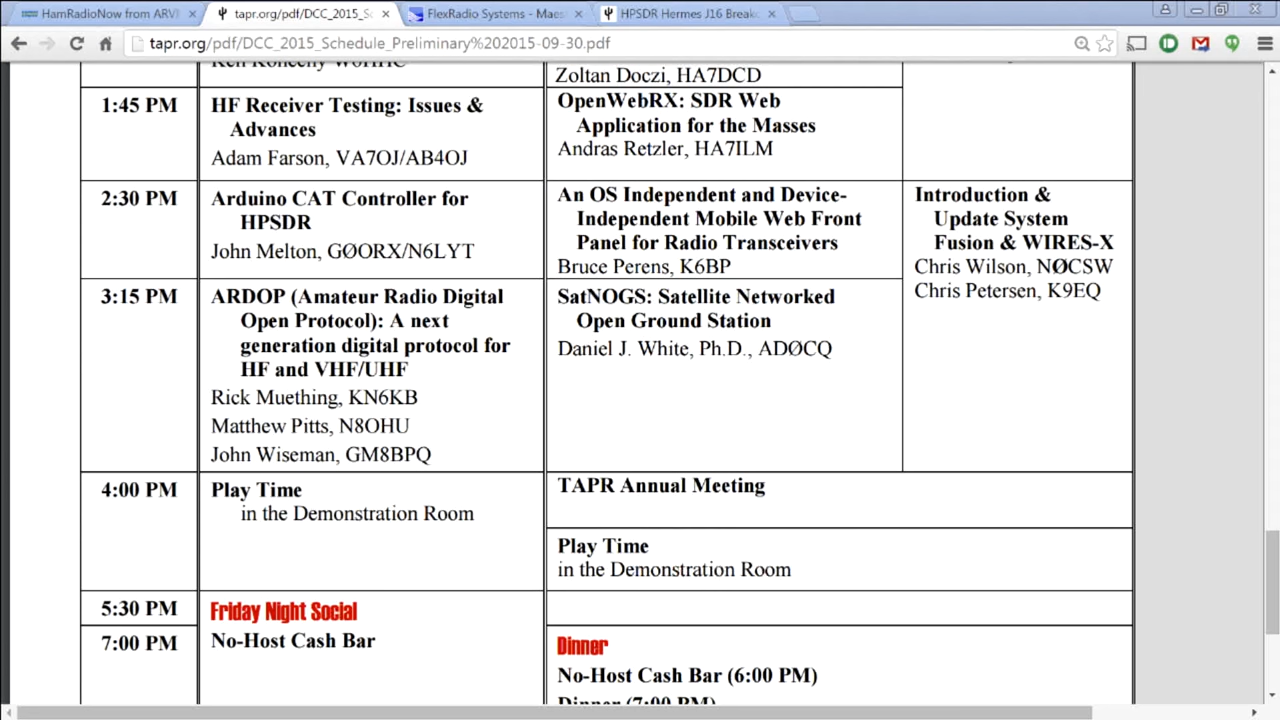 HamRadioNow from ARVN
tapr.org/pdf/DCC_2015_Sc
FlexRadio Systems - Maes
HPSDR Hermes J16 Break
tapr.org/pdf/DCC_2015_Schedule_Preliminary%202015-09-30.pdf
Zoltan Doczi, HA7DCD
1:45 PM
HF Receiver Testing: Issues &
Advances
Adam Farson, VA7OJ/AB4OJ
OpenWebRX: SDR Web
Application for the Masses
Andras Retzler, HA7ILM
2:30 PM
Arduino CAT Controller for
HPSDR
John Melton, GØORX/N6LYT
An OS Independent and Device-
Independent Mobile Web Front
Panel for Radio Transceivers
Bruce Perens, K6BP
Introduction &
Update System
Fusion & WIRES-X
Chris Wilson, NØCSW
Chris Petersen, K9EQ
3:15 PM
ARDOP (Amateur Radio Digital
Open Protocol): A next
generation digital protocol for
HF and VHF/UHF
Rick Muething, KN6KB
Matthew Pitts, N8OHU
John Wiseman, GM8BPQ
SatNOGS: Satellite Networked
Open Ground Station
Daniel J. White, Ph.D., ADØCQ
4:00 PM
Play Time
in the Demonstration Room
TAPR Annual Meeting
Play Time
in the Demonstration Room
5:30 PM
Friday Night Social
7:00 PM
No-Host Cash Bar
Dinner
No-Host Cash Bar (6:00 PM)
Dinner (7:00 PM)